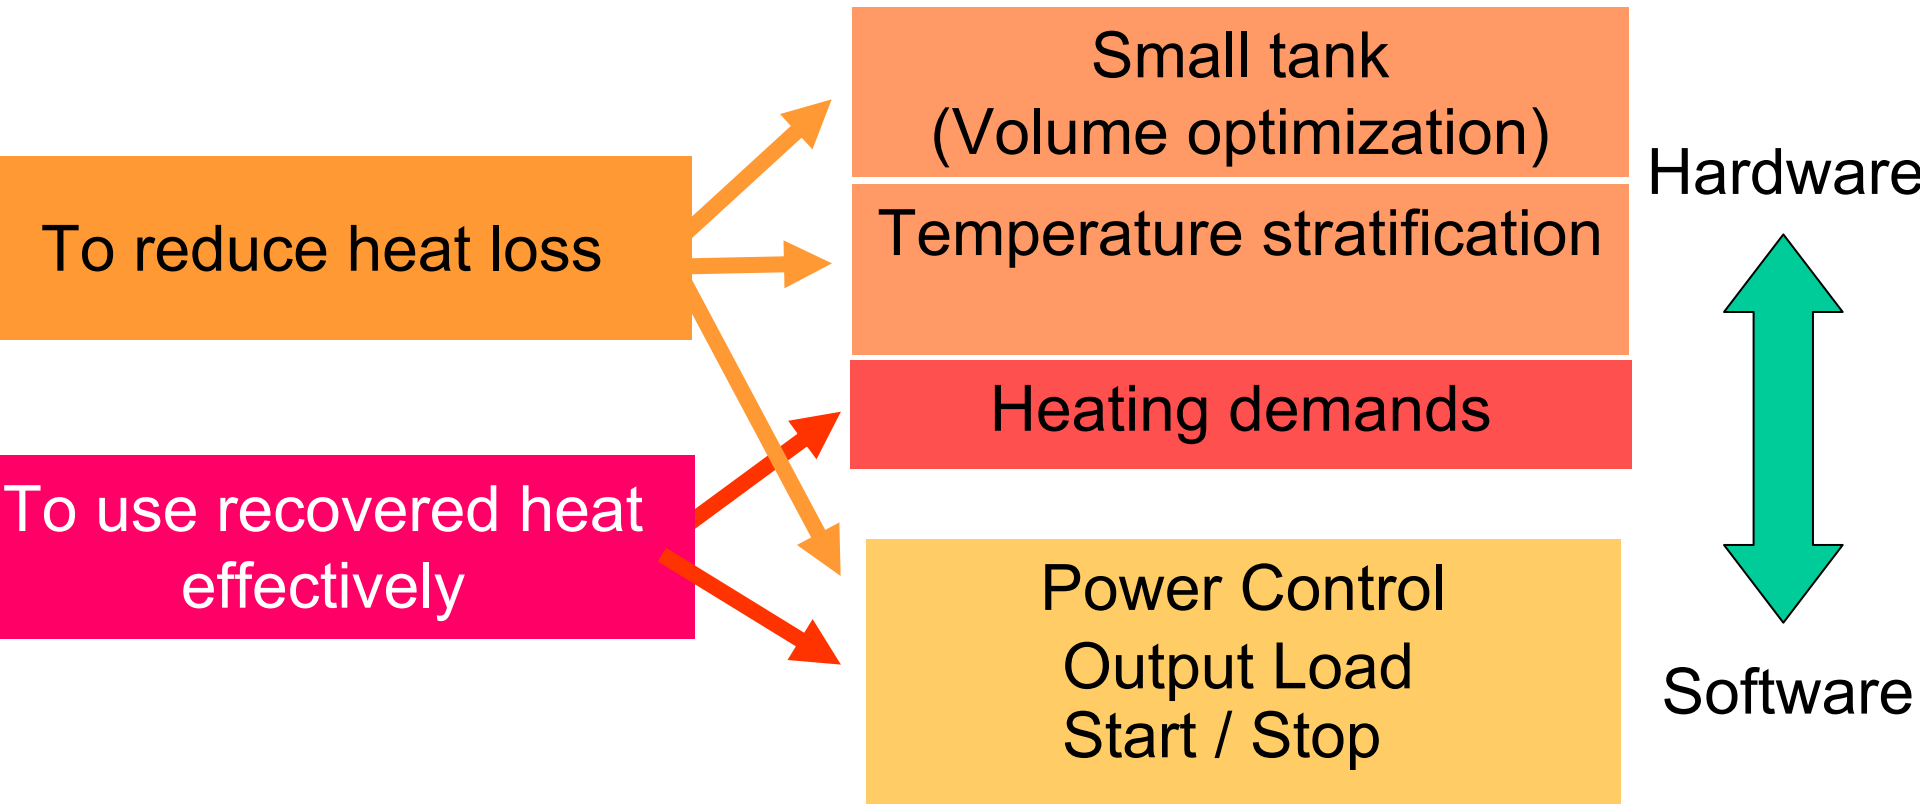 To reduce heat loss
To use recovered heat
effectively
Small tank
(Volume optimization)
Temperature stratification
Heating demands
Power Control
Output Load
Start / Stop
Hardware
Software